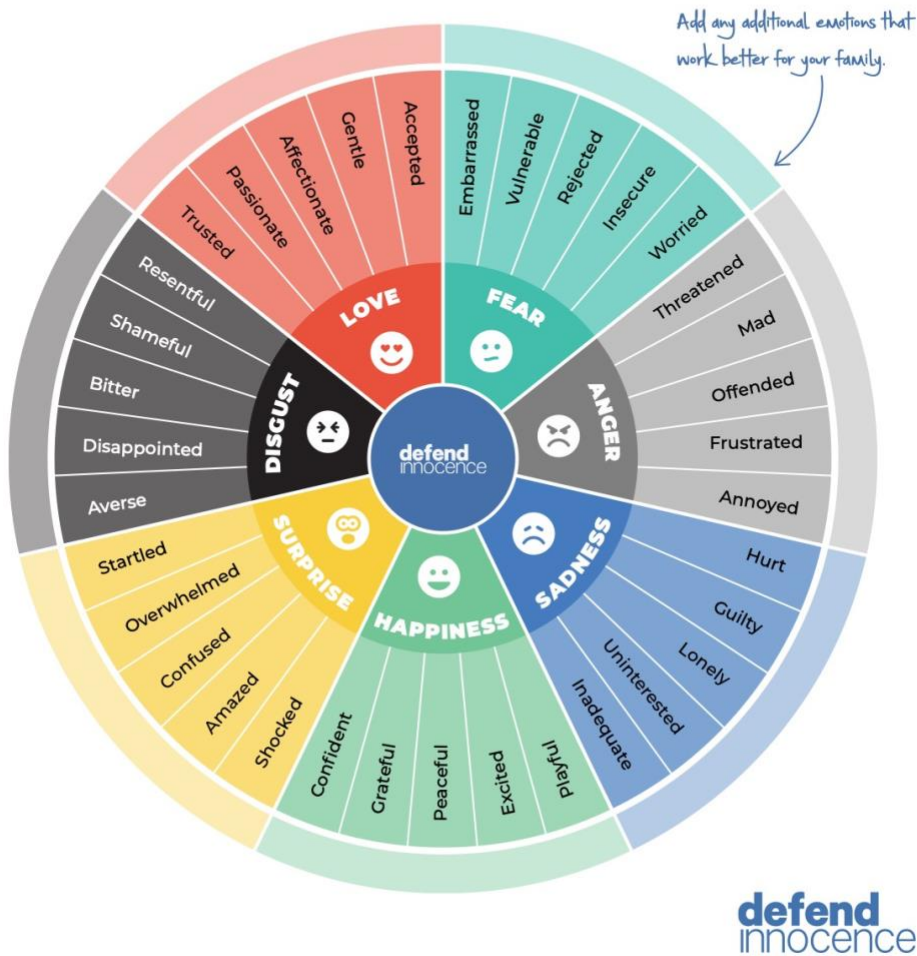 Add any additional emotions that
work better for your family.
LOVE
Trusted
Passionate
Affectionate
Gentle
Accepted
FEAR
Embarrassed
Vulnerable
Rejected
Insecure
Worried
ANGER
Threatened
Mad
Offended
Frustrated
Annoyed
SADNESS
Hurt
Guilty
Lonely
Uninterested
Inadequate
HAPPINESS
Playful
Excited
Peaceful
Grateful
Confident
SURPRISE
Shocked
Amazed
Confused
Overwhelmed
Startled
DISGUST
Averse
Disappointed
Bitter
Shameful
Resentful
defend
innocence
defend
innocence